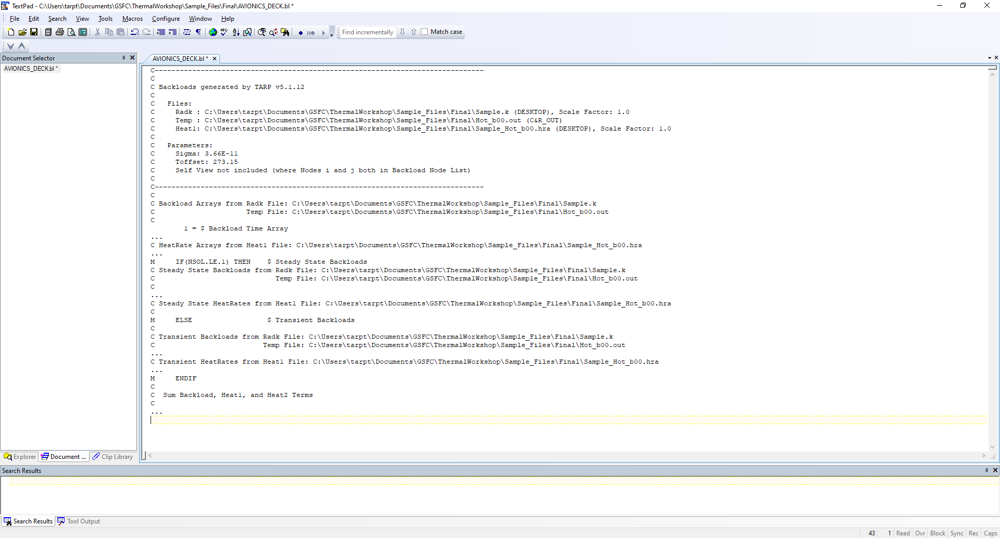 TextPad - C:\Users\tarpt\Documents\GSFC\ThermalWorkshop\Sample_Files\Final\AVIONICS_DECK.bl *
File Edit Search View Tools Macros Configure Window Help
Find incrementally Match case
Document Selector
AVIONICS_DECK.bl *
AVIONICS_DECK.bl *
C-------------------------------------------------------------------------------
C
C Backloads generated by TARP v5.1.12
C
C   Files:
C     Radk : C:\Users\tarpt\Documents\GSFC\ThermalWorkshop\Sample_Files\Final\Sample.k (DESKTOP), Scale Factor: 1.0
C     Temp : C:\Users\tarpt\Documents\GSFC\ThermalWorkshop\Sample_Files\Final\Hot_b00.out (C&R_OUT)
C     Heat1: C:\Users\tarpt\Documents\GSFC\ThermalWorkshop\Sample_Files\Final\Sample_Hot_b00.hra (DESKTOP), Scale Factor: 1.0
C
C   Parameters:
C     Sigma: 3.66E-11
C     Toffset: 273.15
C     Self View not included (where Nodes i and j both in Backload Node List)
C
C-------------------------------------------------------------------------------
C
C Backload Arrays from Radk File: C:\Users\tarpt\Documents\GSFC\ThermalWorkshop\Sample_Files\Final\Sample.k
C                      Temp File: C:\Users\tarpt\Documents\GSFC\ThermalWorkshop\Sample_Files\Final\Hot_b00.out
C
        1 = $ Backload Time Array
...
C HeatRate Arrays from Heat1 File: C:\Users\tarpt\Documents\GSFC\ThermalWorkshop\Sample_Files\Final\Sample_Hot_b00.hra
...
M     IF(NSOL.LE.1) THEN    $ Steady State Backloads
C Steady State Backloads from Radk File: C:\Users\tarpt\Documents\GSFC\ThermalWorkshop\Sample_Files\Final\Sample.k
C                             Temp File: C:\Users\tarpt\Documents\GSFC\ThermalWorkshop\Sample_Files\Final\Hot_b00.out
C
...
C Steady State HeatRates from Heat1 File: C:\Users\tarpt\Documents\GSFC\ThermalWorkshop\Sample_Files\Final\Sample_Hot_b00.hra
C
M     ELSE                  $ Transient Backloads
C
C Transient Backloads from Radk File: C:\Users\tarpt\Documents\GSFC\ThermalWorkshop\Sample_Files\Final\Sample.k
C                          Temp File: C:\Users\tarpt\Documents\GSFC\ThermalWorkshop\Sample_Files\Final\Hot_b00.out
...
C Transient HeatRates from Heat1 File: C:\Users\tarpt\Documents\GSFC\ThermalWorkshop\Sample_Files\Final\Sample_Hot_b00.hra
...
M     ENDIF
C
C  Sum Backload, Heat1, and Heat2 Terms
C
...
Explorer Document ... Clip Library
Search Results
Search Results Tool Output
43 1 Read Ovr Block Sync Rec Caps